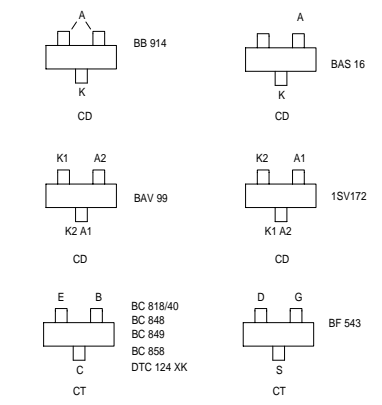 A
BB 914
K
CD
A
BAS 16
K
CD
K1 A2
BAV 99
K2 A1
CD
K2 A1
1SV172
K1 A2
CD
E B
BC 818/40
BC 848
BC 849
BC 858
DTC 124 XK
C
CT
D G
BF 543
S
CT